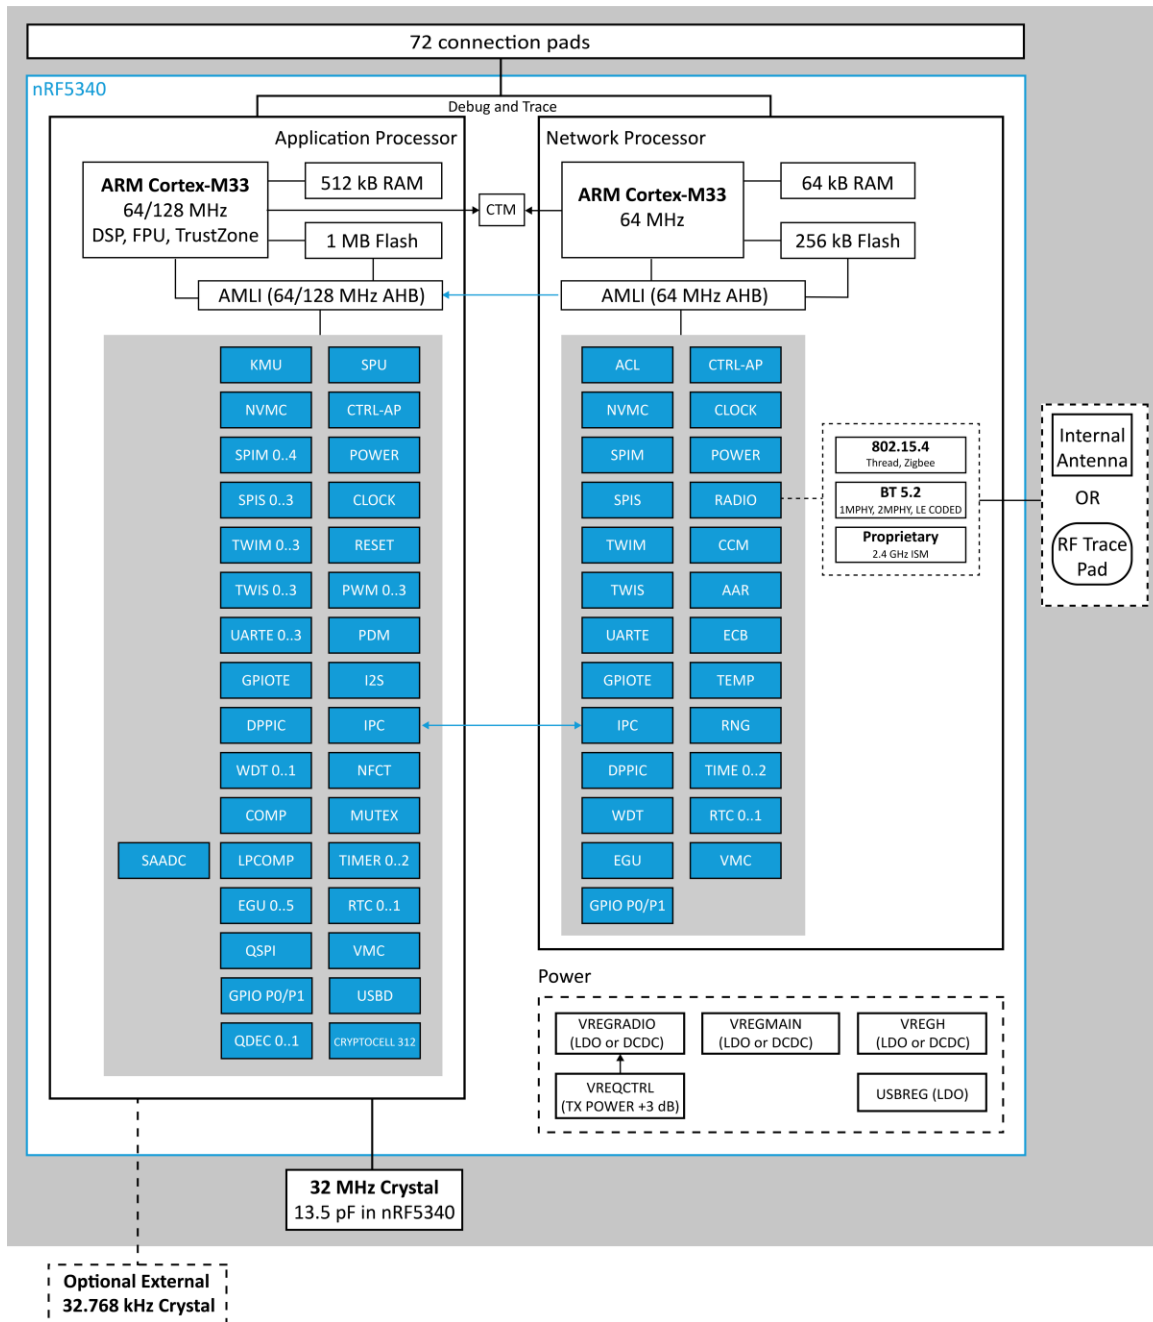 72 connection pads
nRF5340
Debug and Trace
Application Processor
ARM Cortex-M33
64/128 MHz
DSP, FPU, TrustZone
512 kB RAM
1 MB Flash
CTM
AMLI (64/128 MHz AHB)
KMU
SPU
NVMC
CTRL-AP
SPIM 0..4
POWER
SPIS 0..3
CLOCK
TWIM 0..3
RESET
TWIS 0..3
PWM 0..3
UARTE 0..3
PDM
GPIOTE
I2S
DPPIC
IPC
WDT 0..1
NFCT
COMP
MUTEX
SAADC
LPCOMP
TIMER 0..2
EGU 0..5
RTC 0..1
QSPI
VMC
GPIO P0/P1
USBD
QDEC 0..1
CRYPTOCELL 312
Network Processor
ARM Cortex-M33
64 MHz
64 kB RAM
256 kB Flash
AMLI (64 MHz AHB)
ACL
CTRL-AP
NVMC
CLOCK
SPIM
POWER
SPIS
RADIO
TWIM
CCM
TWIS
AAR
UARTE
ECB
GPIOTE
TEMP
IPC
RNG
DPPIC
TIME 0..2
WDT
RTC 0..1
EGU
VMC
GPIO P0/P1
802.15.4
Thread, Zigbee
BT 5.2
1MPHY, 2MPHY, LE CODED
Proprietary
2.4 GHz ISM
Internal
Antenna
OR
RF Trace
Pad
Power
VREGRADIO
(LDO or DCDC)
VREGMAIN
(LDO or DCDC)
VREGH
(LDO or DCDC)
VREQCTRL
(TX POWER +3 dB)
USBREG (LDO)
32 MHz Crystal
13.5 pF in nRF5340
Optional External
32.768 kHz Crystal